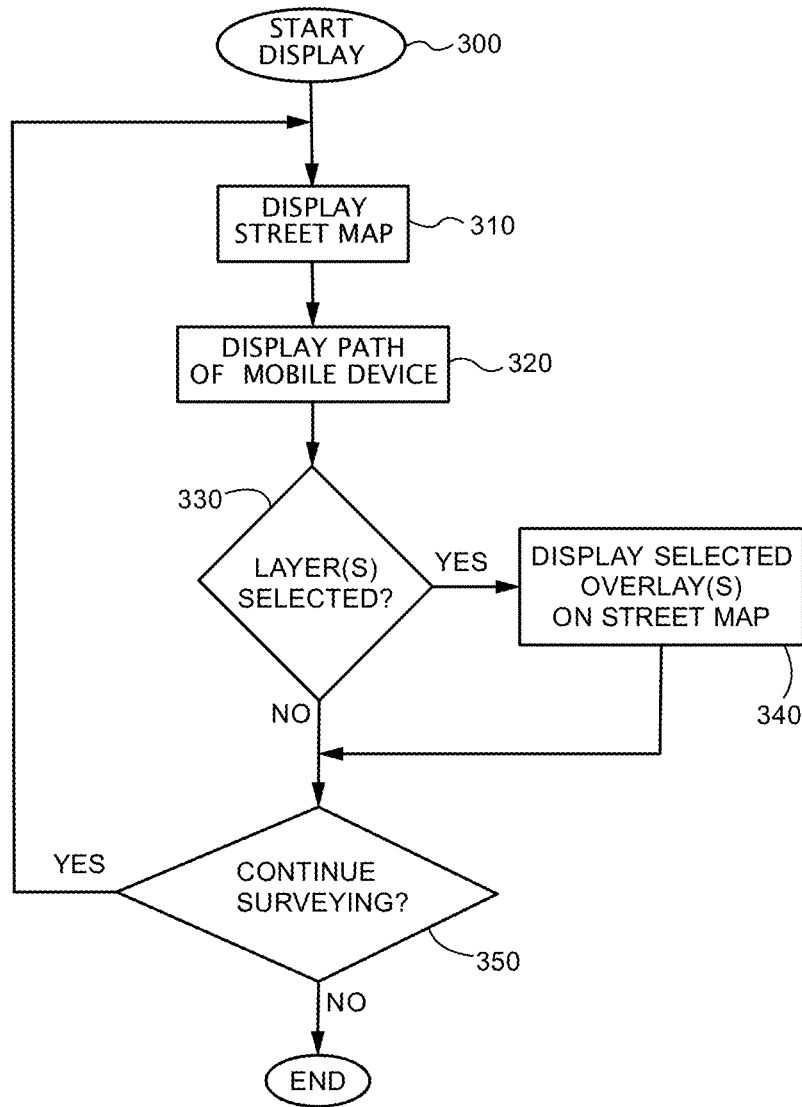 START
DISPLAY
300
DISPLAY
STREET MAP
310
DISPLAY PATH
OF MOBILE DEVICE
320
330
LAYER(S)
SELECTED?
YES
DISPLAY SELECTED
OVERLAY(S)
ON STREET MAP
340
NO
YES
CONTINUE
SURVEYING?
350
NO
END